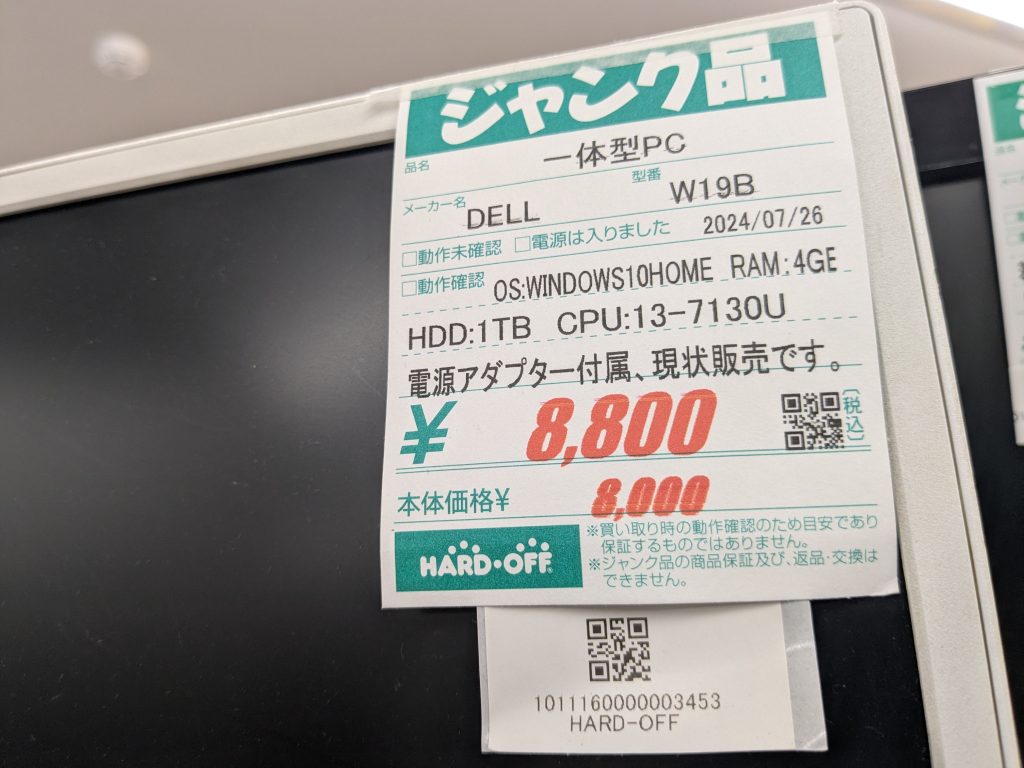 ジャンク品
品名 一体型PC
メーカー名 DELL 型番 W19B
□動作未確認 □電源は入りました 2024/07/26
□動作確認 OS:WINDOWS10HOME RAM:4GE
HDD:1TB CPU:13-7130U
電源アダプター付属、現状販売です。
¥ 8,800 (税込)
本体価格¥ 8,000
HARD・OFF
※買い取り時の動作確認のため目安であり
保証するものではありません。
※ジャンク品の商品保証及び、返品・交換は
できません。
1011160000003453
HARD-OFF